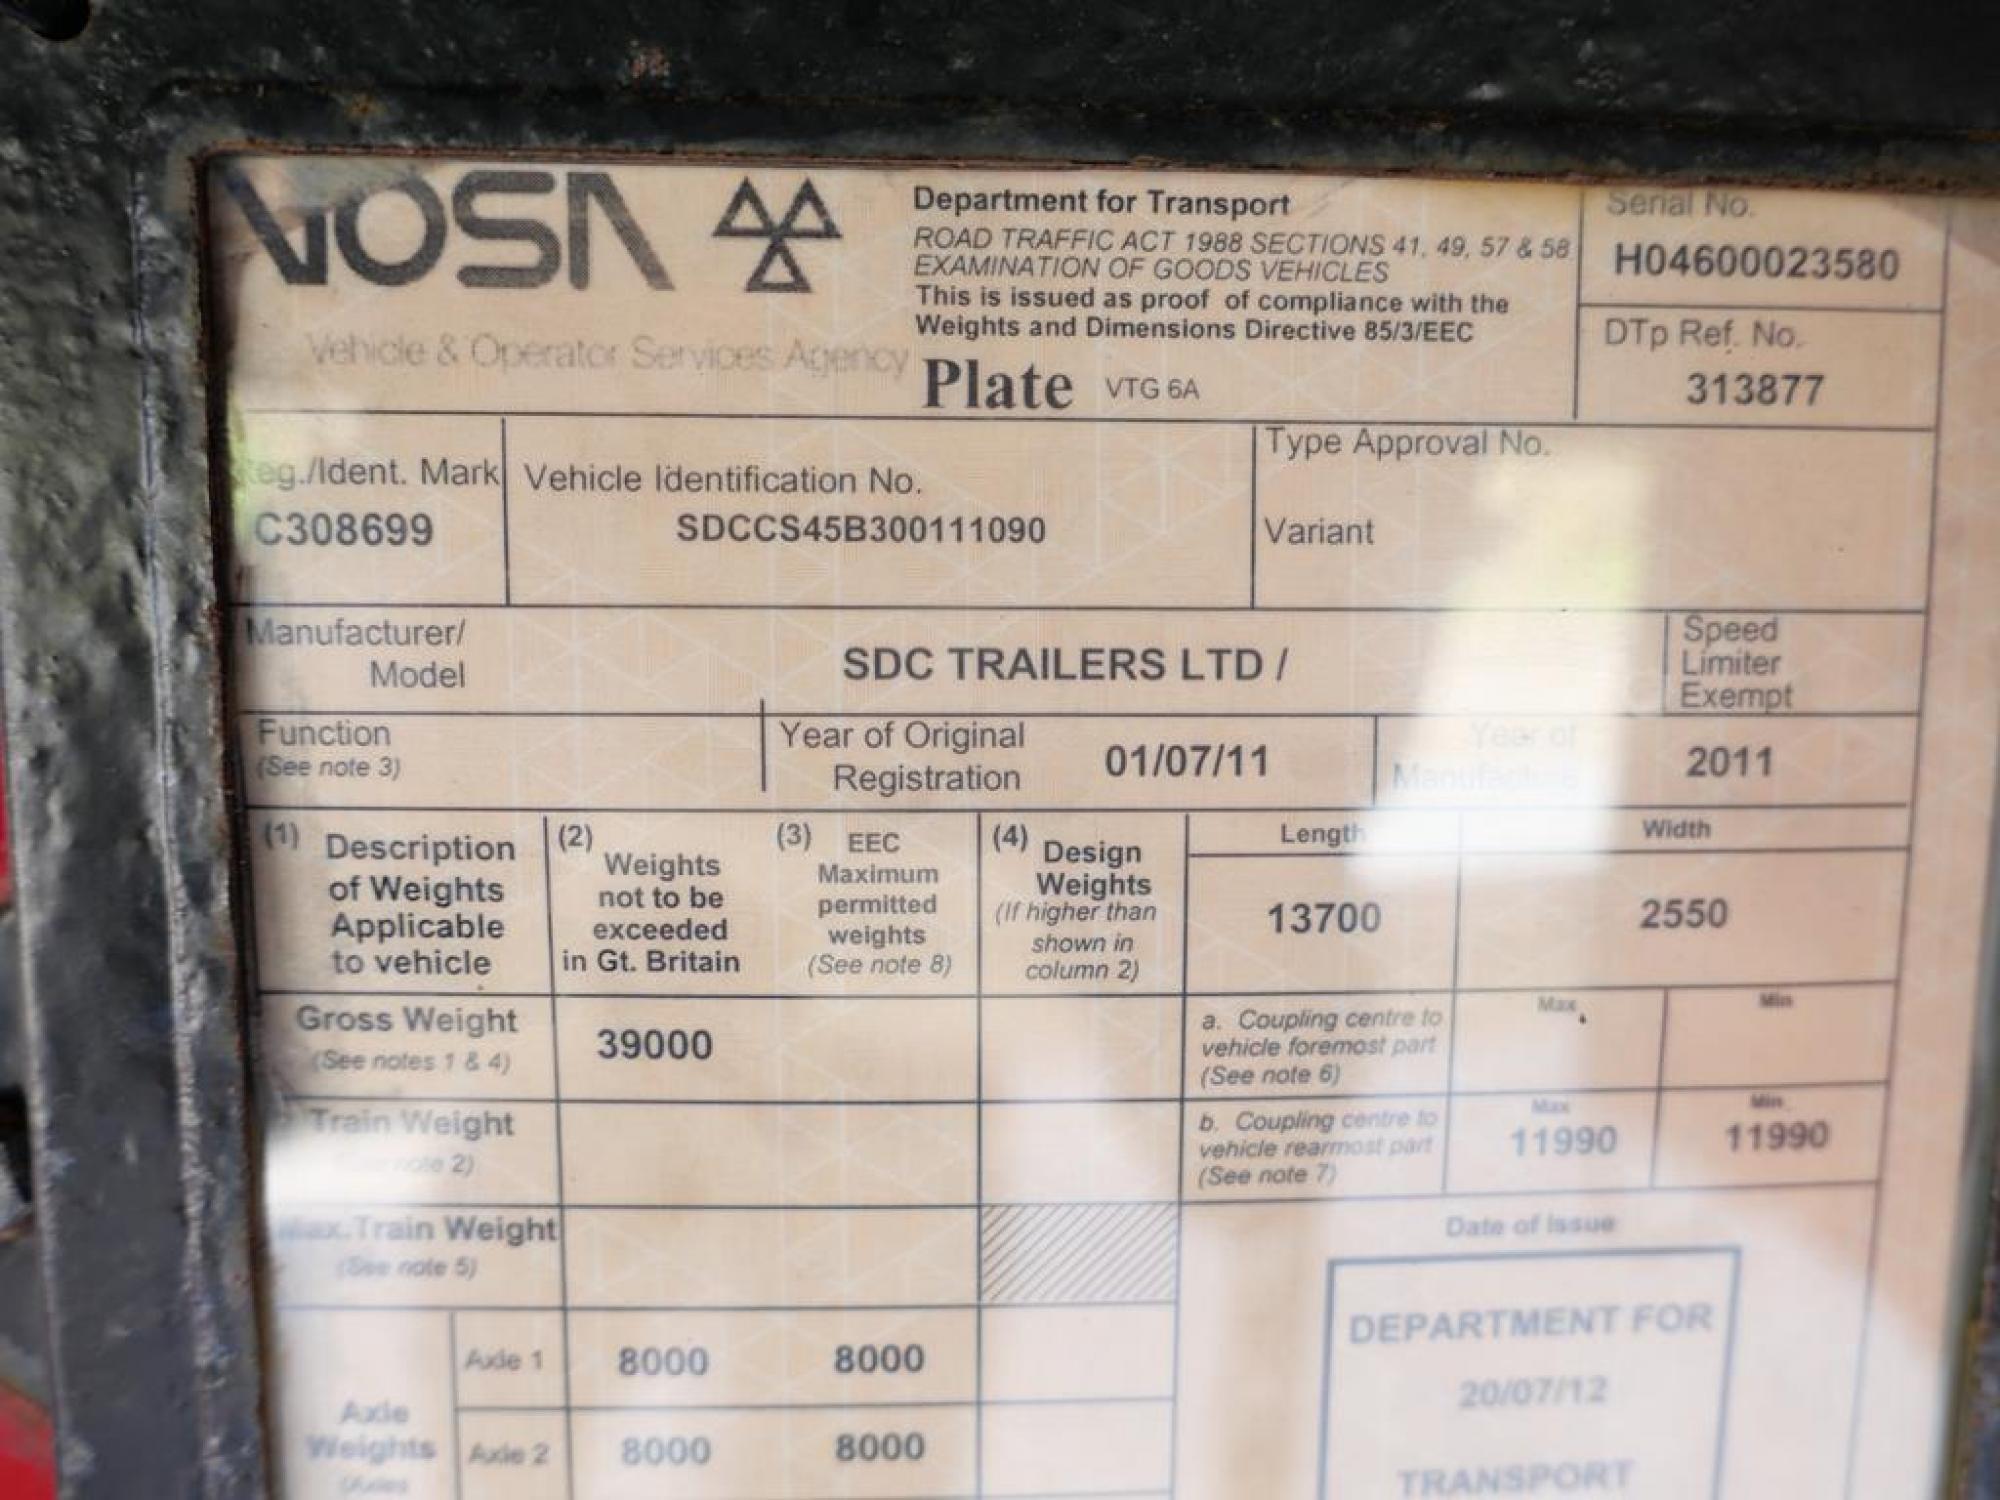 VOSA
Department for Transport
ROAD TRAFFIC ACT 1988 SECTIONS 41, 49, 57 & 58
EXAMINATION OF GOODS VEHICLES
This is issued as proof of compliance with the
Weights and Dimensions Directive 85/3/EEC
Vehicle & Operator Services Agency
Plate VTG 6A
Serial No.
H04600023580
DTp Ref. No.
313877
eg./Ident. Mark
C308699
Vehicle Identification No.
SDCCS45B300111090
Type Approval No.
Variant
Manufacturer/
Model
SDC TRAILERS LTD /
Speed
Limiter
Exempt
Function
(See note 3)
Year of Original
Registration
01/07/11
Year of
Manufacture
2011
(1) Description
of Weights
Applicable
to vehicle
(2) Weights
not to be
exceeded
in Gt. Britain
(3) EEC
Maximum
permitted
weights
(See note 8)
(4) Design
Weights
(If higher than
shown in
column 2)
Length
13700
Width
2550
Gross Weight
(See notes 1 & 4)
39000
a. Coupling centre to
vehicle foremost part
(See note 6)
Max.
Min
Train Weight
note 2)
b. Coupling centre to
vehicle rearmost part
(See note 7)
Max
11990
Min.
11990
Max.Train Weight
(See note 5)
Date of Issue
DEPARTMENT FOR
20/07/12
TRANSPORT
Axle
Weights
(Axles
Axle 1
8000
8000
Axle 2
8000
8000